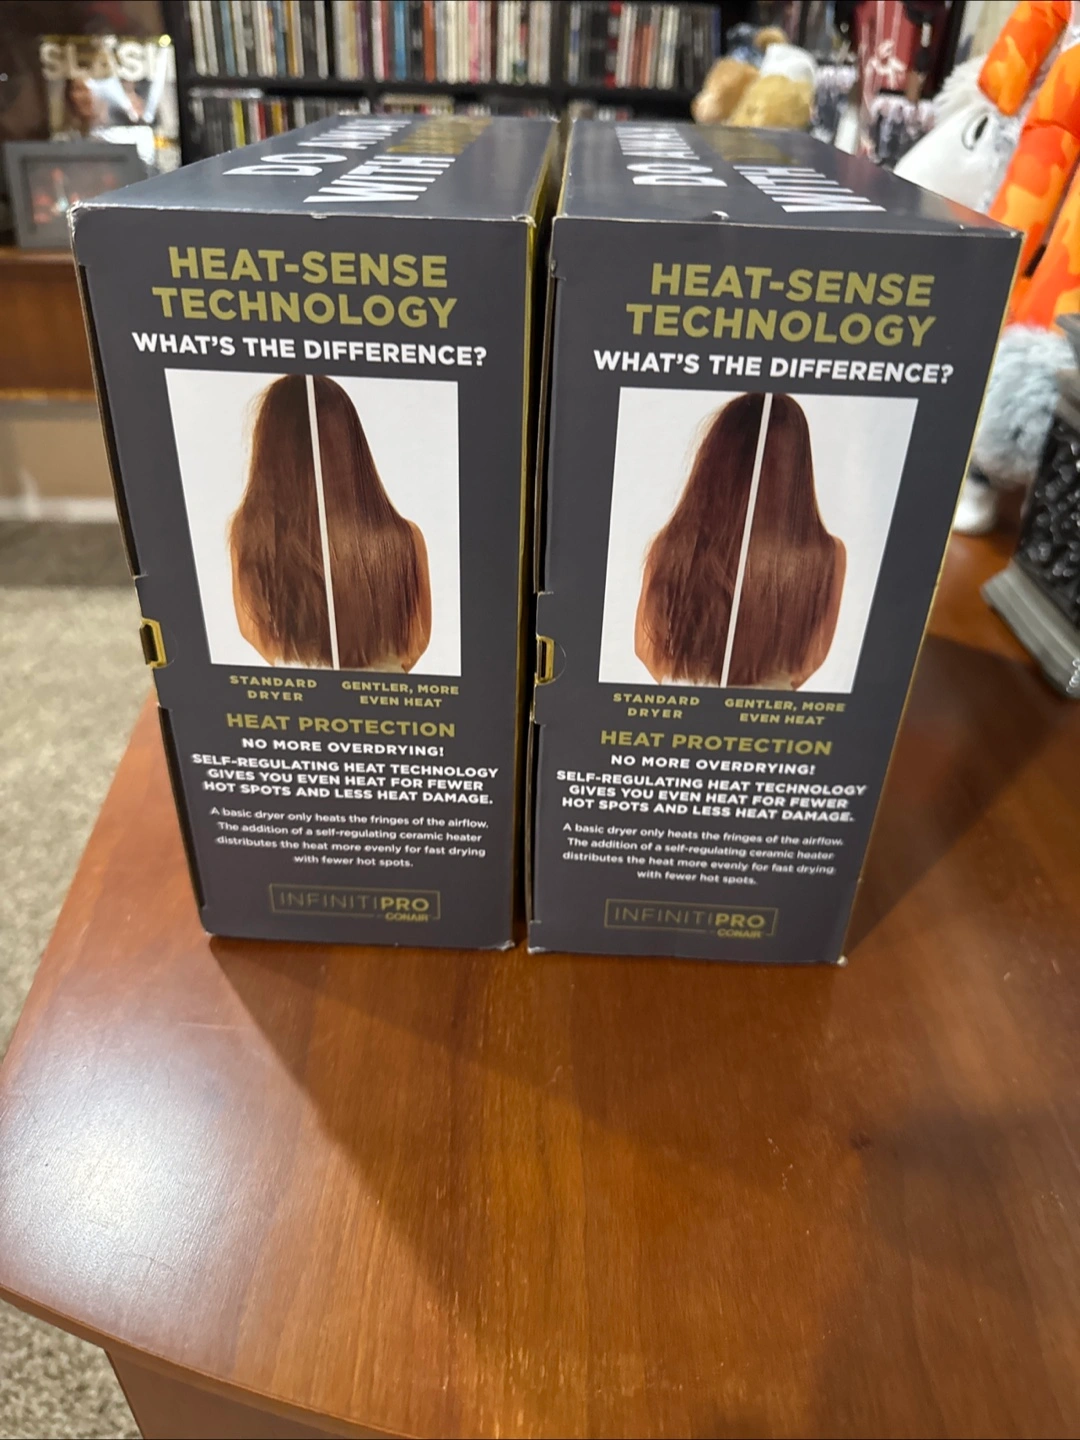 SLASH
DO
WITH
HEAT-SENSE
TECHNOLOGY
WHAT'S THE DIFFERENCE?
STANDARD
DRYER
GENTLER, MORE
EVEN HEAT
HEAT PROTECTION
NO MORE OVERDRYING!
SELF-REGULATING HEAT TECHNOLOGY
GIVES YOU EVEN HEAT FOR FEWER
HOT SPOTS AND LESS HEAT DAMAGE.
A basic dryer only heats the fringes of the airflow.
The addition of a self-regulating ceramic heater
distributes the heat more evenly for fast drying
with fewer hot spots.
INFINITIPRO
CONAIR
DO
WITH
HEAT-SENSE
TECHNOLOGY
WHAT'S THE DIFFERENCE?
STANDARD
DRYER
GENTLER, MORE
EVEN HEAT
HEAT PROTECTION
NO MORE OVERDRYING!
SELF-REGULATING HEAT TECHNOLOGY
GIVES YOU EVEN HEAT FOR FEWER
HOT SPOTS AND LESS HEAT DAMAGE.
A basic dryer only heats the fringes of the airflow.
The addition of a self-regulating ceramic heater
distributes the heat more evenly for fast drying
with fewer hot spots.
INFINITIPRO
CONAIR